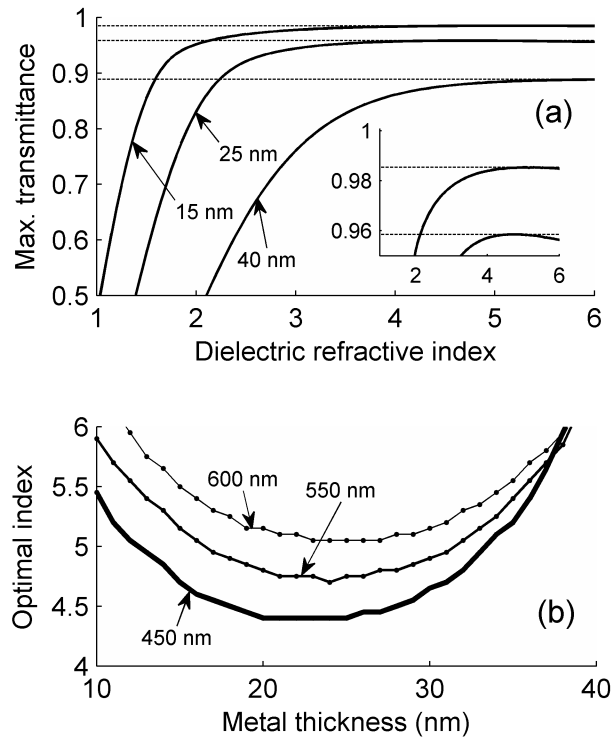 1
0.9
0.8
0.7
0.6
0.5
Max. transmittance
(a)
25 nm
15 nm
40 nm
1
0.98
0.96
2
4
6
1
2
3
4
5
6
Dielectric refractive index
6
5.5
5
4.5
4
Optimal index
600 nm
550 nm
450 nm
(b)
10
20
30
40
Metal thickness (nm)